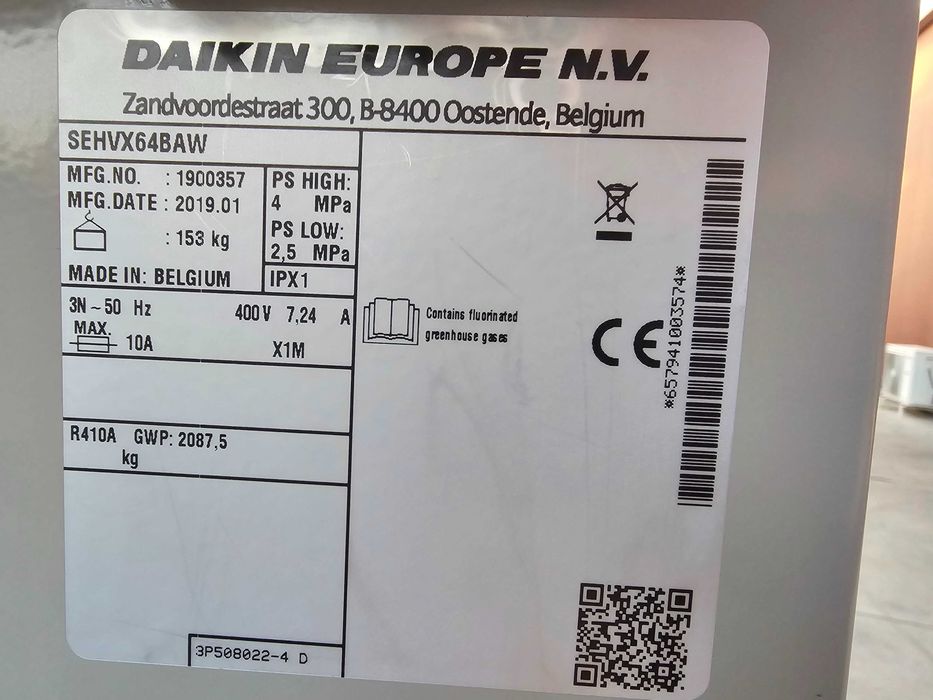 DAIKIN EUROPE N.V.
Zandvoordestraat 300, B-8400 Oostende, Belgium
SEHVX64BAW
MFG.NO. : 1900357
MFG.DATE : 2019.01
: 153 kg
MADE IN: BELGIUM
PS HIGH:
4 MPa
PS LOW:
2,5 MPa
IPX1
3N ~ 50 Hz 400V 7,24 A
MAX.
10A X1M
R410A GWP: 2087,5
kg
3P508022-4 D
Contains fluorinated
greenhouse gases
CE
*657941003574*